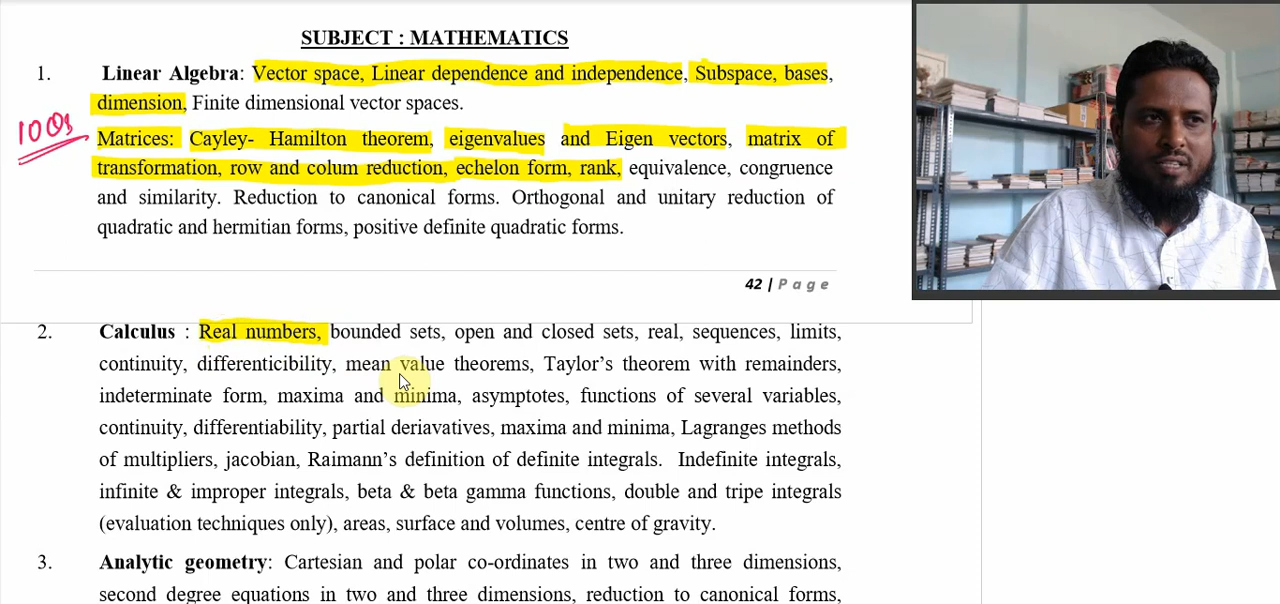 SUBJECT : MATHEMATICS
1. Linear Algebra: Vector space, Linear dependence and independence, Subspace, bases,
dimension, Finite dimensional vector spaces.
10Qs
Matrices: Cayley- Hamilton theorem, eigenvalues and Eigen vectors, matrix of
transformation, row and colum reduction, echelon form, rank, equivalence, congruence
and similarity. Reduction to canonical forms. Orthogonal and unitary reduction of
quadratic and hermitian forms, positive definite quadratic forms.
42 | Page
2. Calculus : Real numbers, bounded sets, open and closed sets, real, sequences, limits,
continuity, differenticibility, mean value theorems, Taylor's theorem with remainders,
indeterminate form, maxima and minima, asymptotes, functions of several variables,
continuity, differentiability, partial deriavatives, maxima and minima, Lagranges methods
of multipliers, jacobian, Raimann's definition of definite integrals. Indefinite integrals,
infinite & improper integrals, beta & beta gamma functions, double and tripe integrals
(evaluation techniques only), areas, surface and volumes, centre of gravity.
3. Analytic geometry: Cartesian and polar co-ordinates in two and three dimensions,
second degree equations in two and three dimensions, reduction to canonical forms,